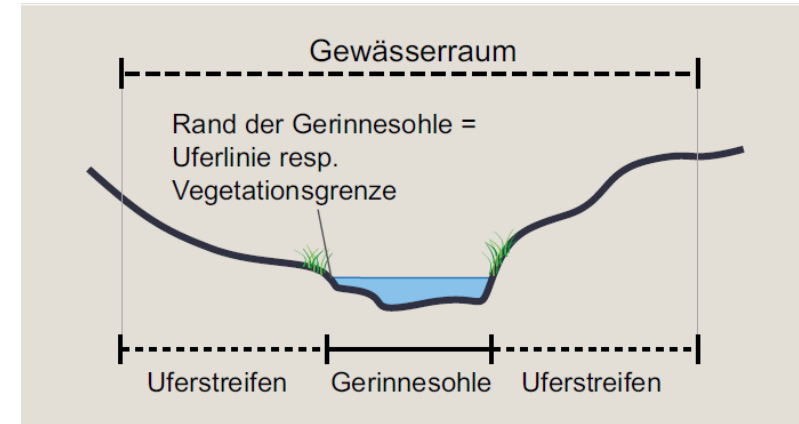 Gewässerraum
Rand der Gerinnesohle =
Uferlinie resp.
Vegetationsgrenze
Uferstreifen Gerinnesohle Uferstreifen